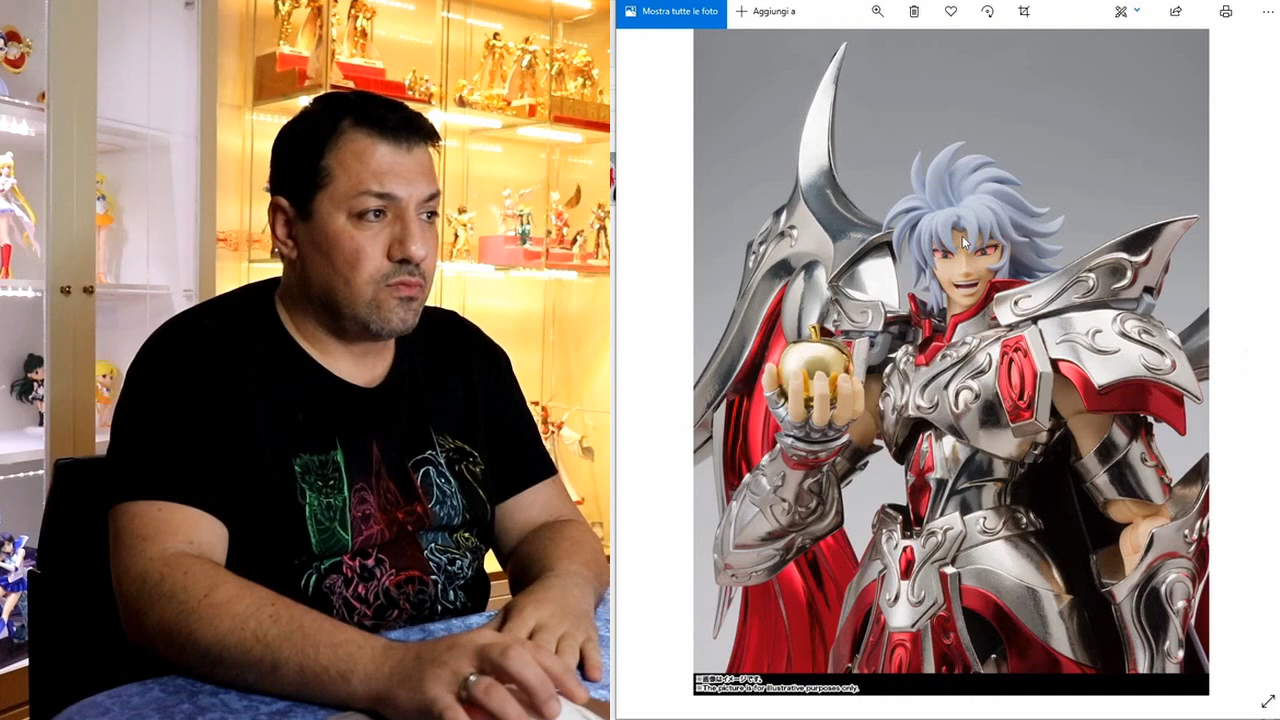 Mostra tutte le foto
Aggiungi a
※画像はイメージです。
※The picture is for illustrative purposes only.